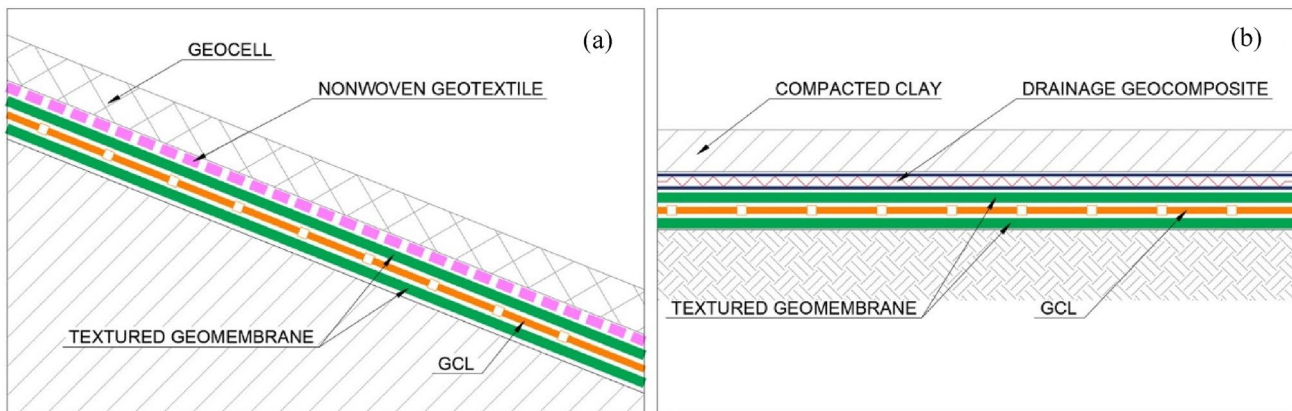 (a)
GEOCELL
NONWOVEN GEOTEXTILE
TEXTURED GEOMEMBRANE
GCL
(b)
COMPACTED CLAY
DRAINAGE GEOCOMPOSITE
TEXTURED GEOMEMBRANE
GCL